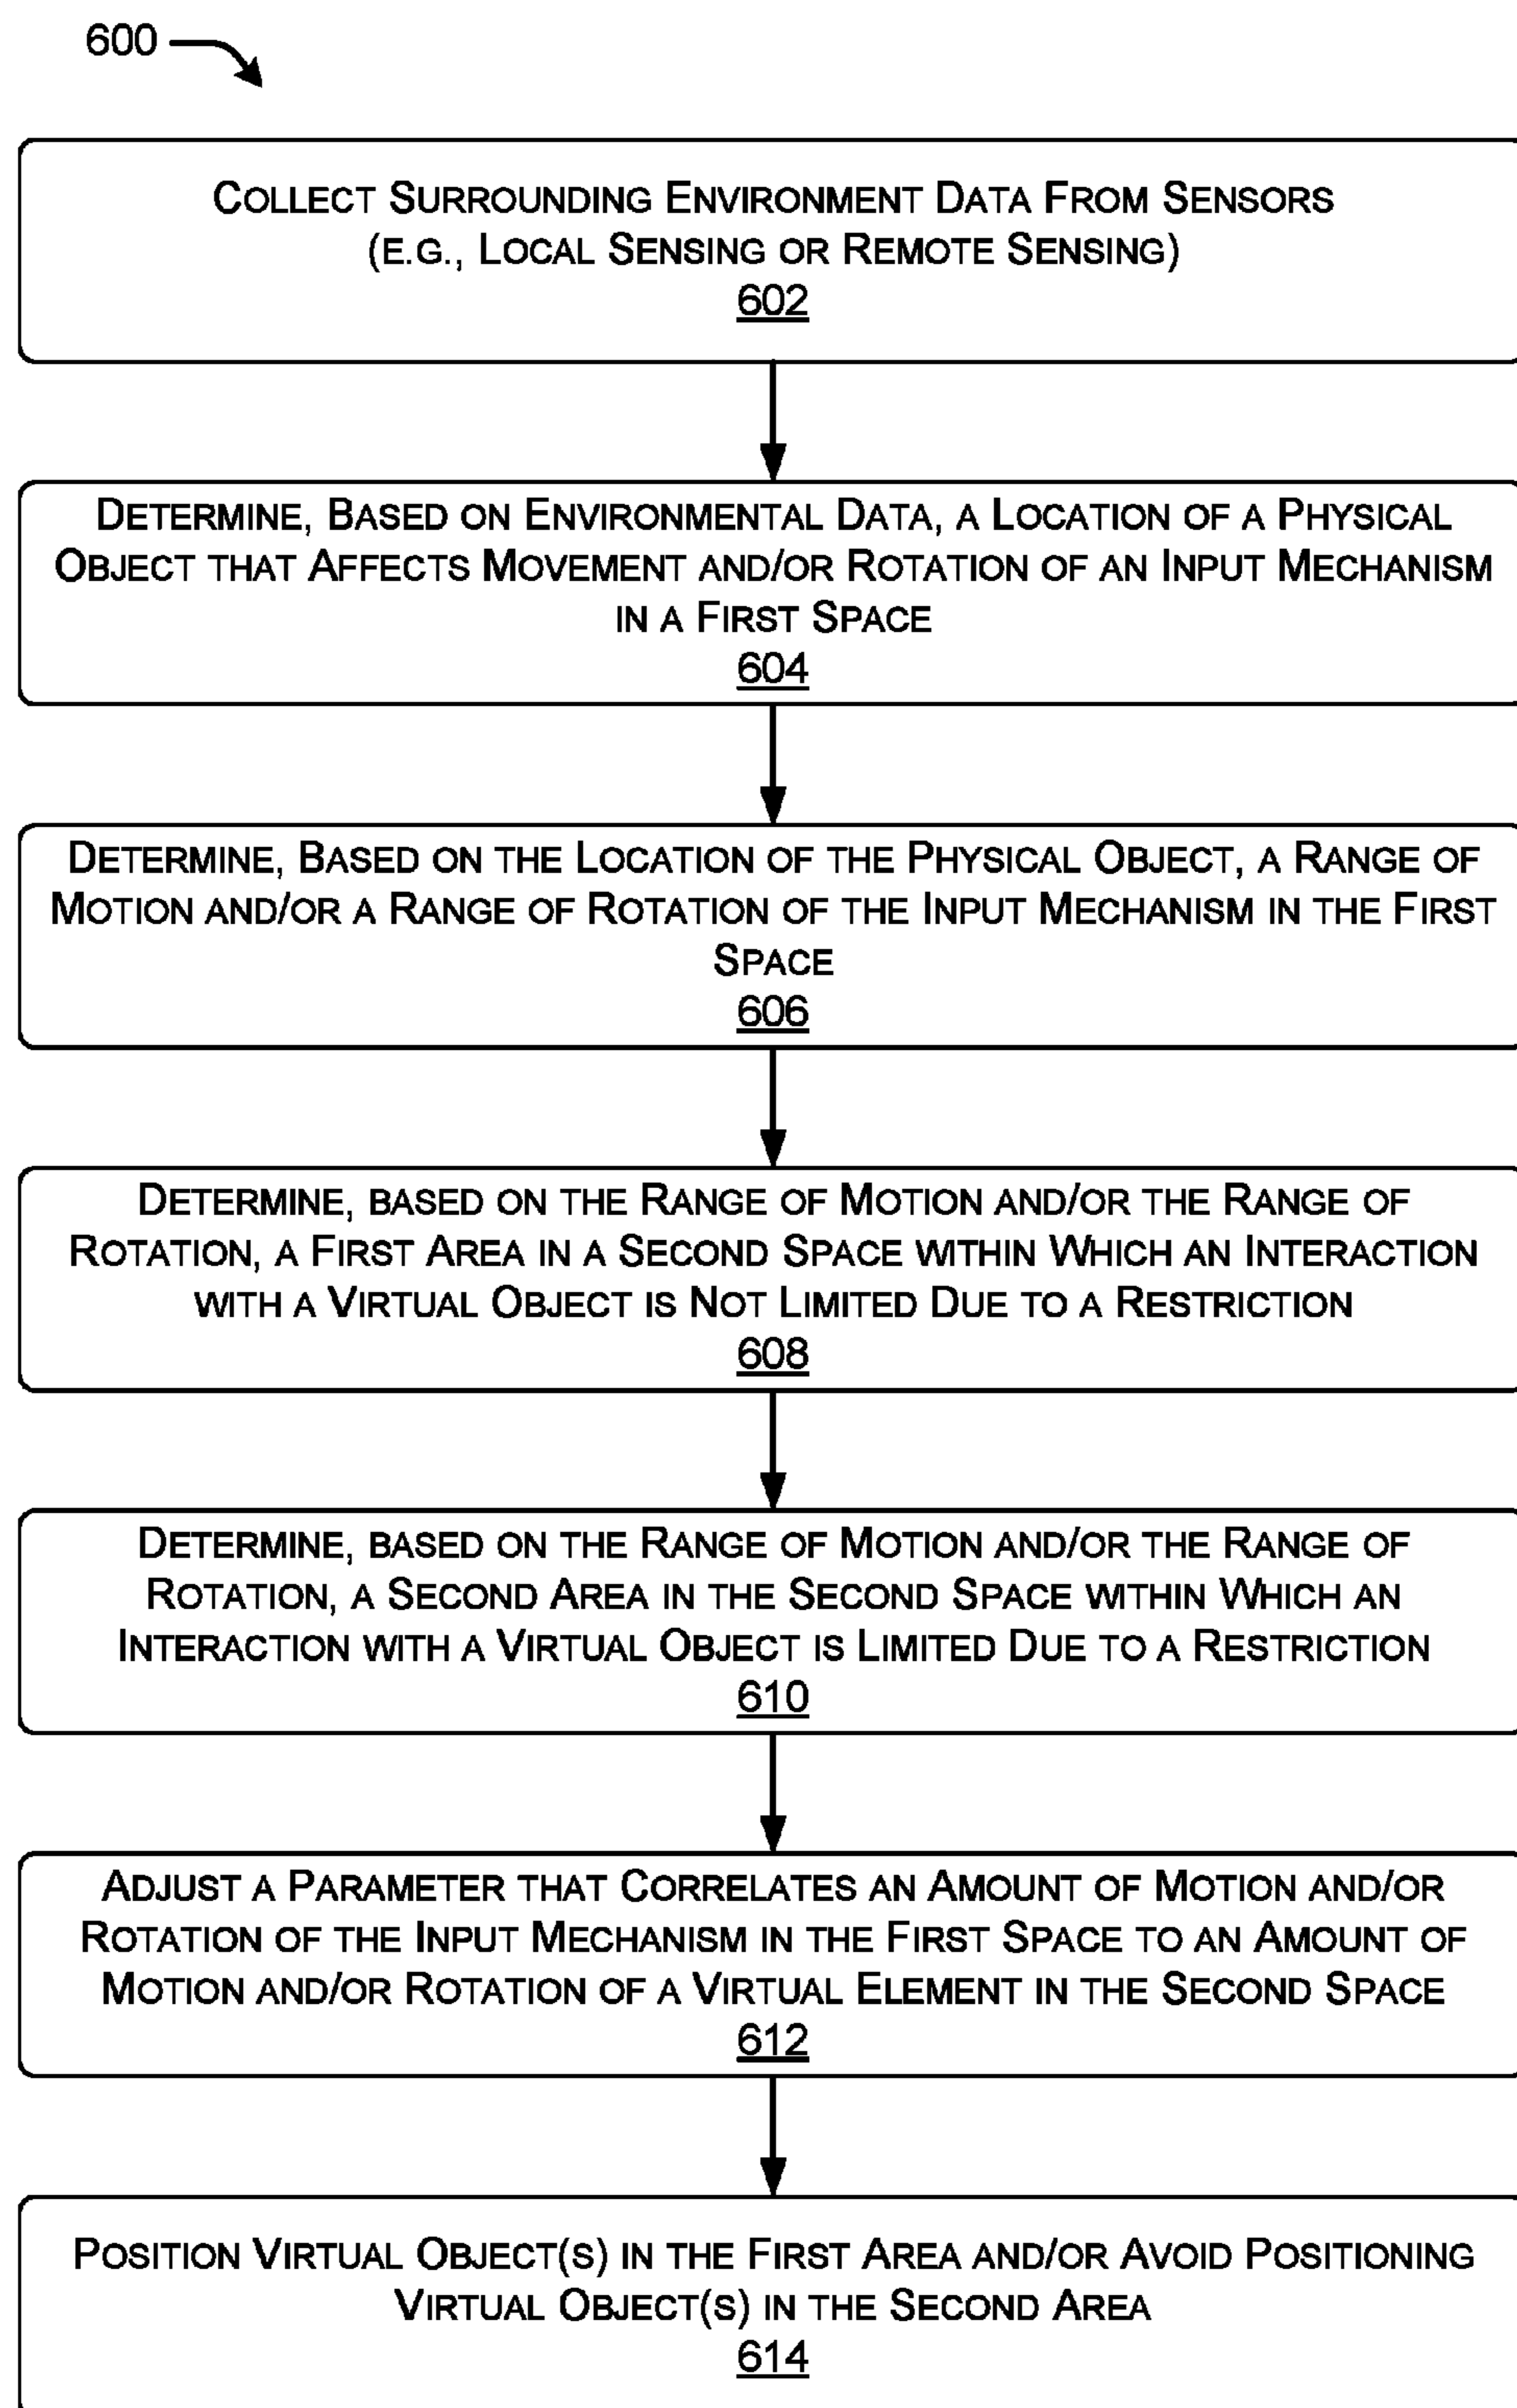 600
COLLECT SURROUNDING ENVIRONMENT DATA FROM SENSORS
(E.G., LOCAL SENSING OR REMOTE SENSING)
602
DETERMINE, BASED ON ENVIRONMENTAL DATA, A LOCATION OF A PHYSICAL
OBJECT THAT AFFECTS MOVEMENT AND/OR ROTATION OF AN INPUT MECHANISM
IN A FIRST SPACE
604
DETERMINE, BASED ON THE LOCATION OF THE PHYSICAL OBJECT, A RANGE OF
MOTION AND/OR A RANGE OF ROTATION OF THE INPUT MECHANISM IN THE FIRST
SPACE
606
DETERMINE, BASED ON THE RANGE OF MOTION AND/OR THE RANGE OF
ROTATION, A FIRST AREA IN A SECOND SPACE WITHIN WHICH AN INTERACTION
WITH A VIRTUAL OBJECT IS NOT LIMITED DUE TO A RESTRICTION
608
DETERMINE, BASED ON THE RANGE OF MOTION AND/OR THE RANGE OF
ROTATION, A SECOND AREA IN THE SECOND SPACE WITHIN WHICH AN
INTERACTION WITH A VIRTUAL OBJECT IS LIMITED DUE TO A RESTRICTION
610
ADJUST A PARAMETER THAT CORRELATES AN AMOUNT OF MOTION AND/OR
ROTATION OF THE INPUT MECHANISM IN THE FIRST SPACE TO AN AMOUNT OF
MOTION AND/OR ROTATION OF A VIRTUAL ELEMENT IN THE SECOND SPACE
612
POSITION VIRTUAL OBJECT(S) IN THE FIRST AREA AND/OR AVOID POSITIONING
VIRTUAL OBJECT(S) IN THE SECOND AREA
614